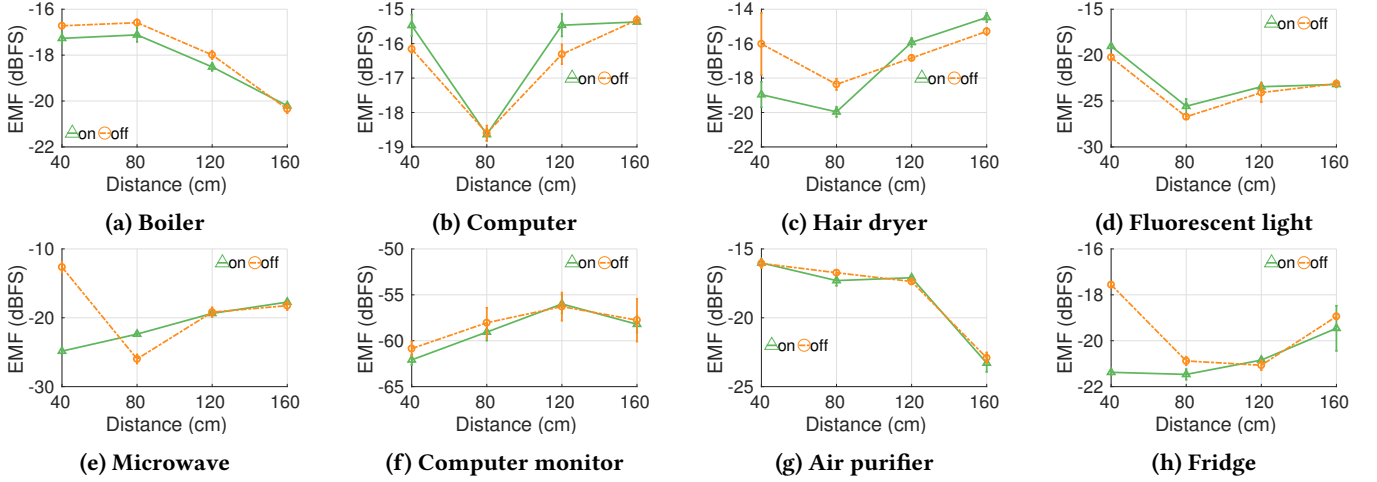 -16
-18
-20
-22
EMF (dBFS)
on off
40 80 120 160
Distance (cm)
(a) Boiler
-15
-16
-17
-18
-19
EMF (dBFS)
on off
40 80 120 160
Distance (cm)
(b) Computer
-14
-16
-18
-20
-22
EMF (dBFS)
on off
40 80 120 160
Distance (cm)
(c) Hair dryer
-15
-20
-25
-30
EMF (dBFS)
on off
40 80 120 160
Distance (cm)
(d) Fluorescent light
-10
-20
-30
EMF (dBFS)
on off
40 80 120 160
Distance (cm)
(e) Microwave
-50
-55
-60
-65
EMF (dBFS)
on off
40 80 120 160
Distance (cm)
(f) Computer monitor
-15
-20
-25
EMF (dBFS)
on off
40 80 120 160
Distance (cm)
(g) Air purifier
-16
-18
-20
-22
EMF (dBFS)
on off
40 80 120 160
Distance (cm)
(h) Fridge